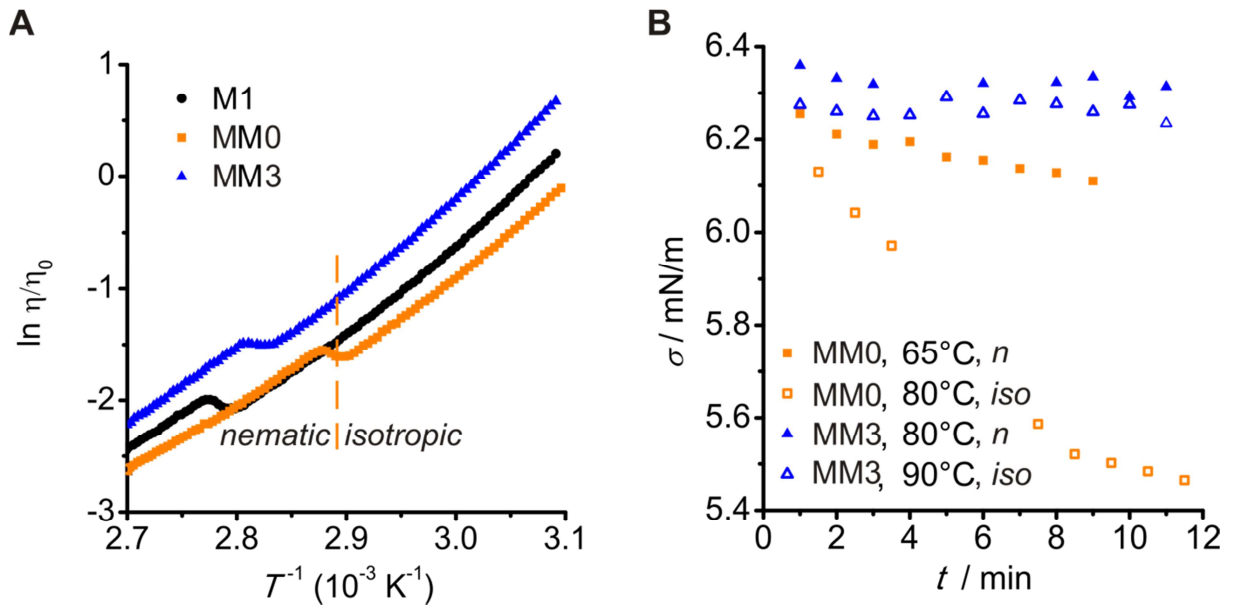 A
1
0
-1
-2
-3
ln η/η0
M1
MM0
MM3
nematic isotropic
2.7 2.8 2.9 3.0 3.1
T-1 (10-3 K-1)
B
6.4
6.2
6.0
5.8
5.6
5.4
σ / mN/m
MM0, 65°C, n
MM0, 80°C, iso
MM3, 80°C, n
MM3, 90°C, iso
0 2 4 6 8 10 12
t / min